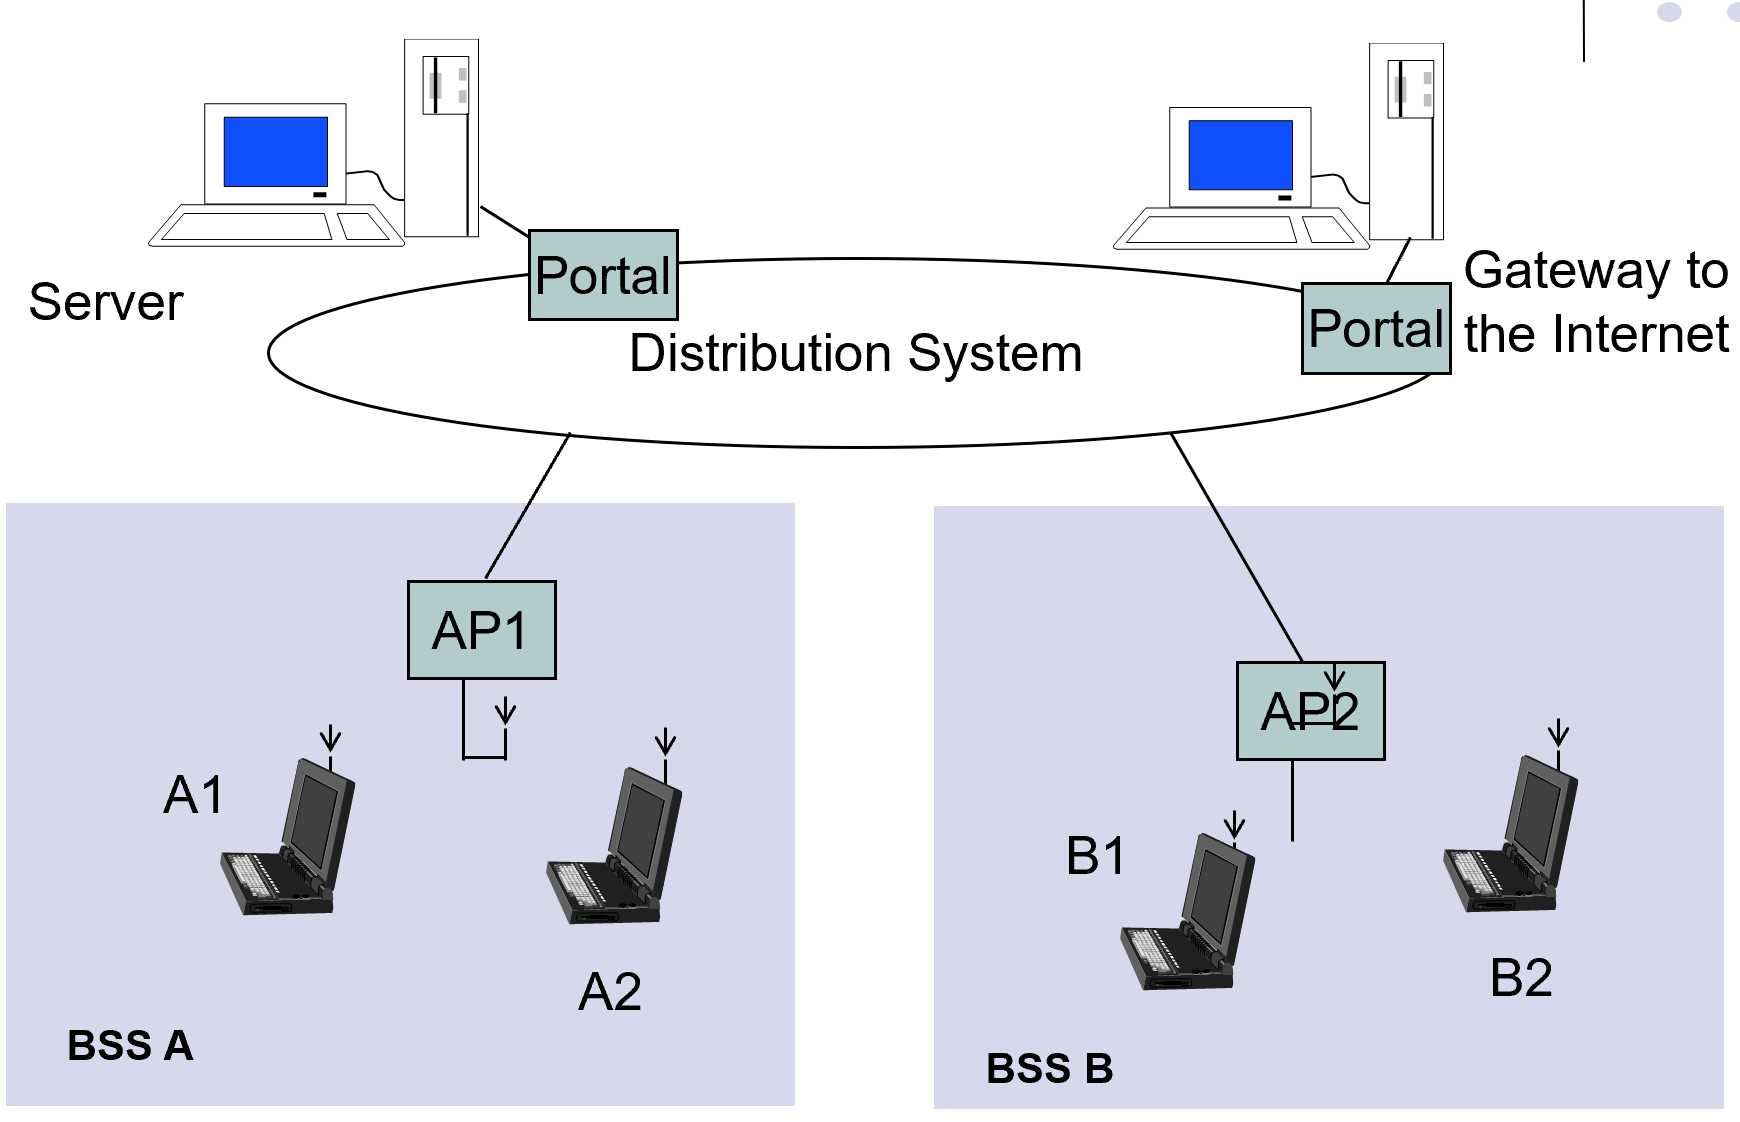 Server
Portal
Distribution System
Portal
Gateway to
the Internet
AP1
A1
A2
BSS A
AP2
B1
B2
BSS B